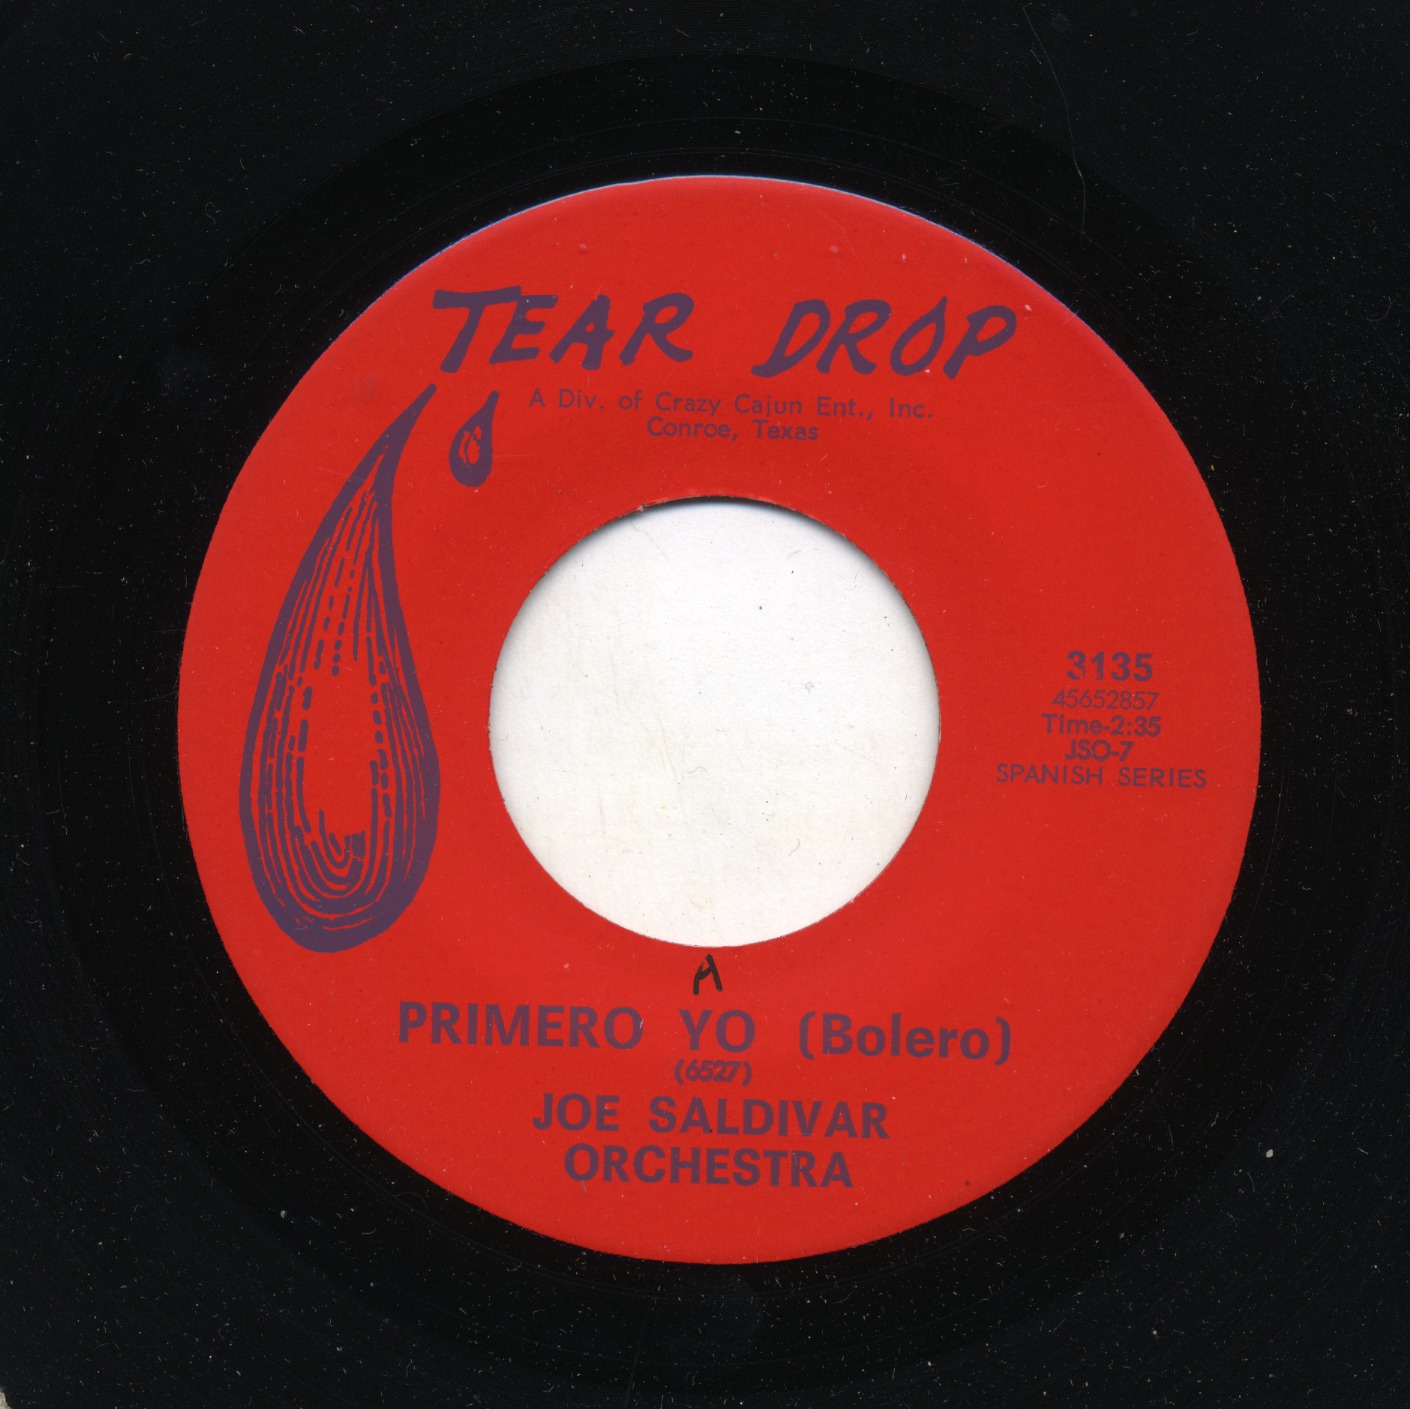 TEAR DROP
A Div. of Crazy Cajun Ent., Inc.
Conroe, Texas
3135
45652857
Time-2:35
JSO-7
SPANISH SERIES
A
PRIMERO YO (Bolero)
(6527)
JOE SALDIVAR
ORCHESTRA